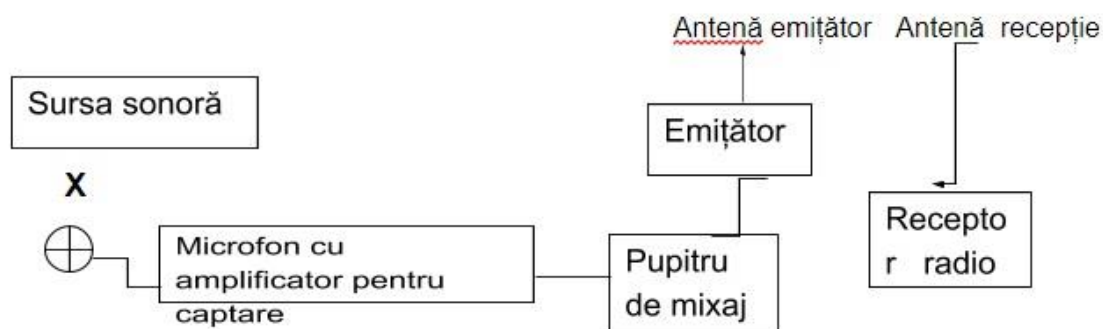 Antenă emițător Antenă recepție
Sursa sonoră
Emițător
X
Microfon cu
amplificator pentru
captare
Pupitru
de mixaj
Recepto
r radio